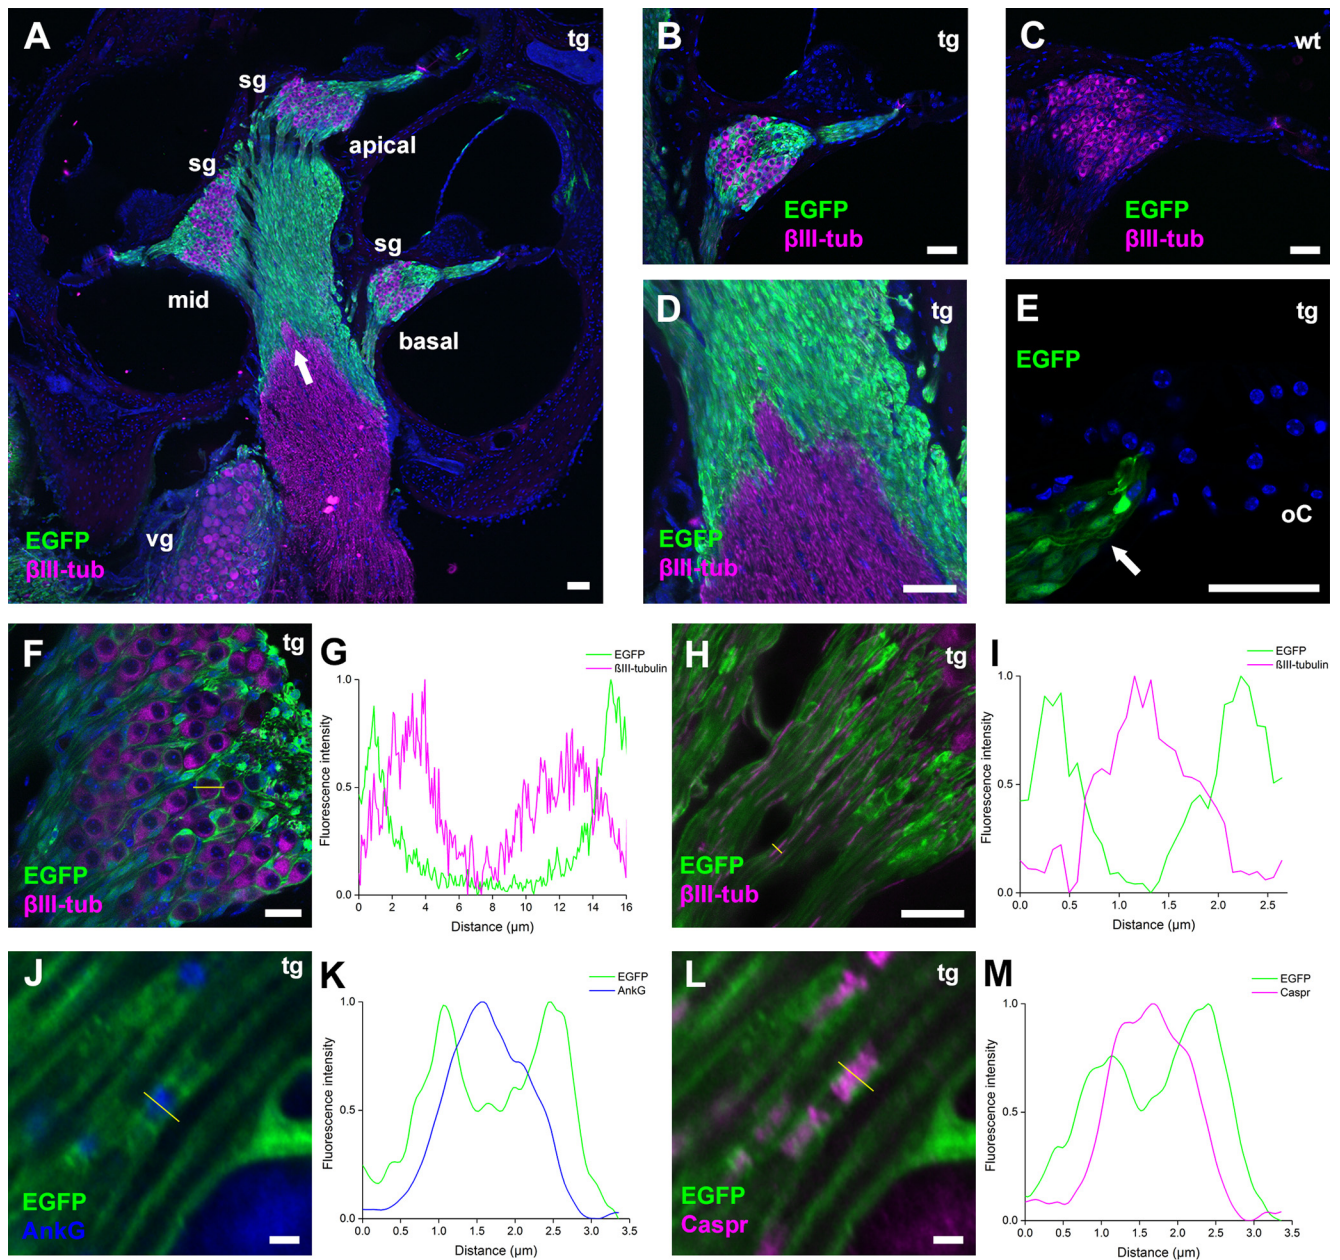 A
tg
sg
apical
sg
sg
mid
basal
vg
EGFP
βIII-tub
B
tg
EGFP
βIII-tub
C
wt
EGFP
βIII-tub
D
tg
EGFP
βIII-tub
E
tg
EGFP
oC
F
tg
EGFP
βIII-tub
G
EGFP
ßIII-tubulin
1.0
0.5
0.0
Fluorescence intensity
0 2 4 6 8 10 12 14 16
Distance (µm)
H
tg
EGFP
βIII-tub
I
EGFP
ßIII-tubulin
1.0
0.5
0.0
Fluorescence intensity
0.0 0.5 1.0 1.5 2.0 2.5
Distance (µm)
J
tg
EGFP
AnkG
K
EGFP
AnkG
1.0
0.5
0.0
Fluorescence intensity
0.0 0.5 1.0 1.5 2.0 2.5 3.0 3.5
Distance (µm)
L
tg
EGFP
Caspr
M
EGFP
Caspr
1.0
0.5
0.0
Fluorescence intensity
0.0 0.5 1.0 1.5 2.0 2.5 3.0 3.5
Distance (µm)